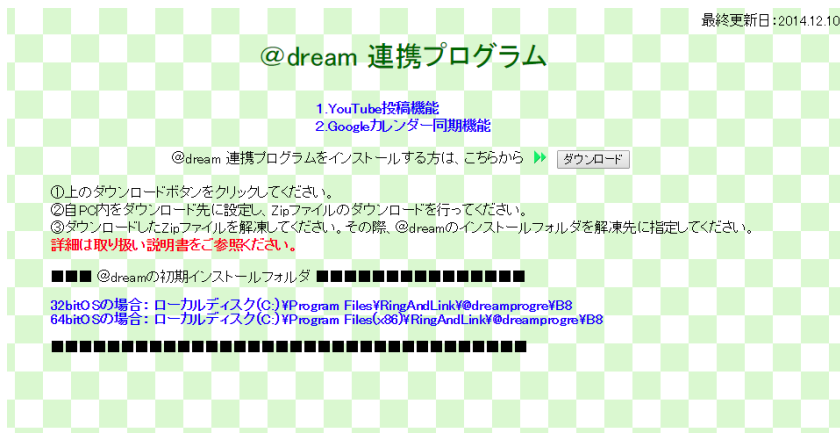 最終更新日：2014.12.10
@dream 連携プログラム
1.YouTube投稿機能
2.Googleカレンダー同期機能
@dream 連携プログラムをインストールする方は、こちらから ダウンロード
①上のダウンロードボタンをクリックしてください。
②自PC内をダウンロード先に設定し、Zipファイルのダウンロードを行ってください。
③ダウンロードしたZipファイルを解凍してください。その際、@dreamのインストールフォルダを解凍先に指定してください。
詳細は取り扱い説明書をご参照ください。
■■■ @dreamの初期インストールフォルダ ■■■■■■■■■■■■■■■
32bitOSの場合：ローカルディスク(C:)¥Program Files¥RingAndLink¥@dreamprogre¥B8
64bitOSの場合：ローカルディスク(C:)¥Program Files(x86)¥RingAndLink¥@dreamprogre¥B8
■■■■■■■■■■■■■■■■■■■■■■■■■■■■■■■■■■